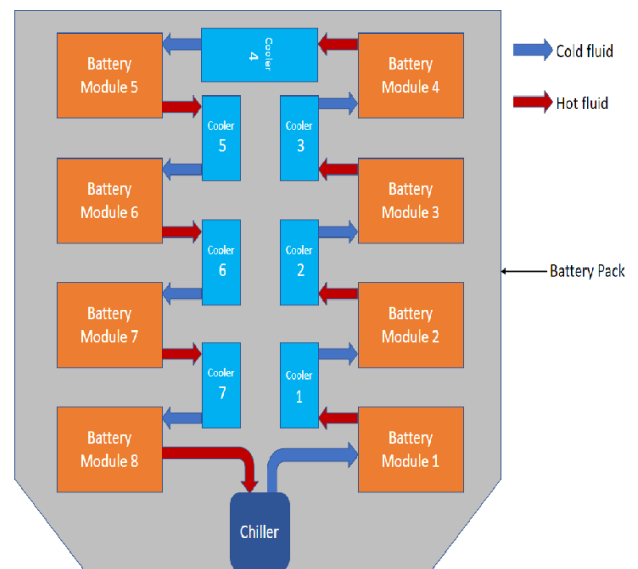 Battery
Module 5
Cooler
4
Battery
Module 4
Cold fluid
Hot fluid
Cooler
5
Cooler
3
Battery
Module 6
Battery
Module 3
Cooler
6
Cooler
2
Battery Pack
Battery
Module 7
Battery
Module 2
Cooler
7
Cooler
1
Battery
Module 8
Battery
Module 1
Chiller